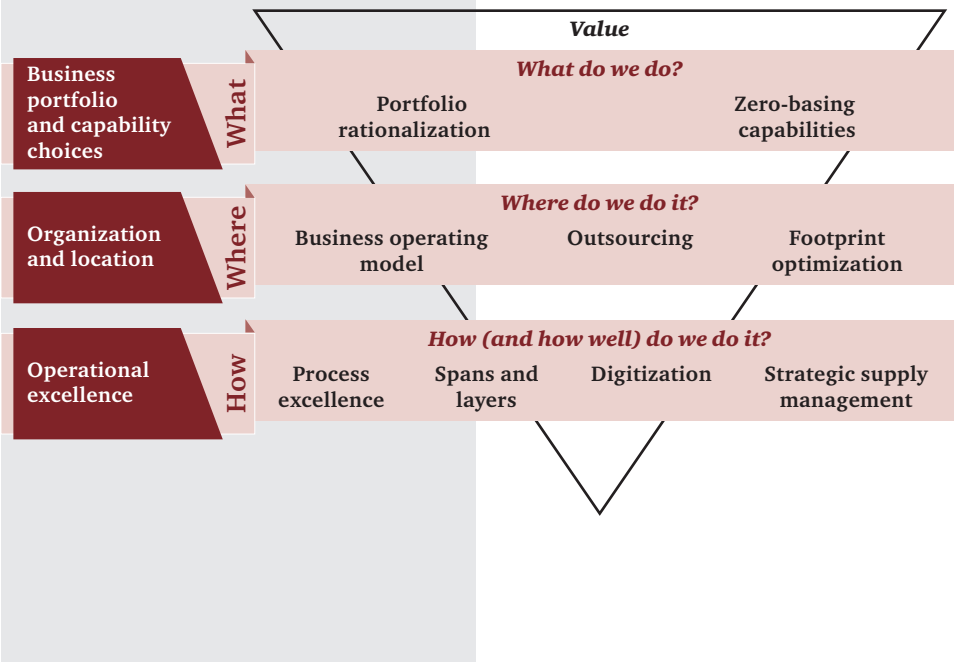 Value
Business
portfolio
and capability
choices
What
What do we do?
Portfolio
rationalization
Zero-basing
capabilities
Organization
and location
Where
Where do we do it?
Business operating
model
Outsourcing
Footprint
optimization
Operational
excellence
How
How (and how well) do we do it?
Process
excellence
Spans and
layers
Digitization
Strategic supply
management